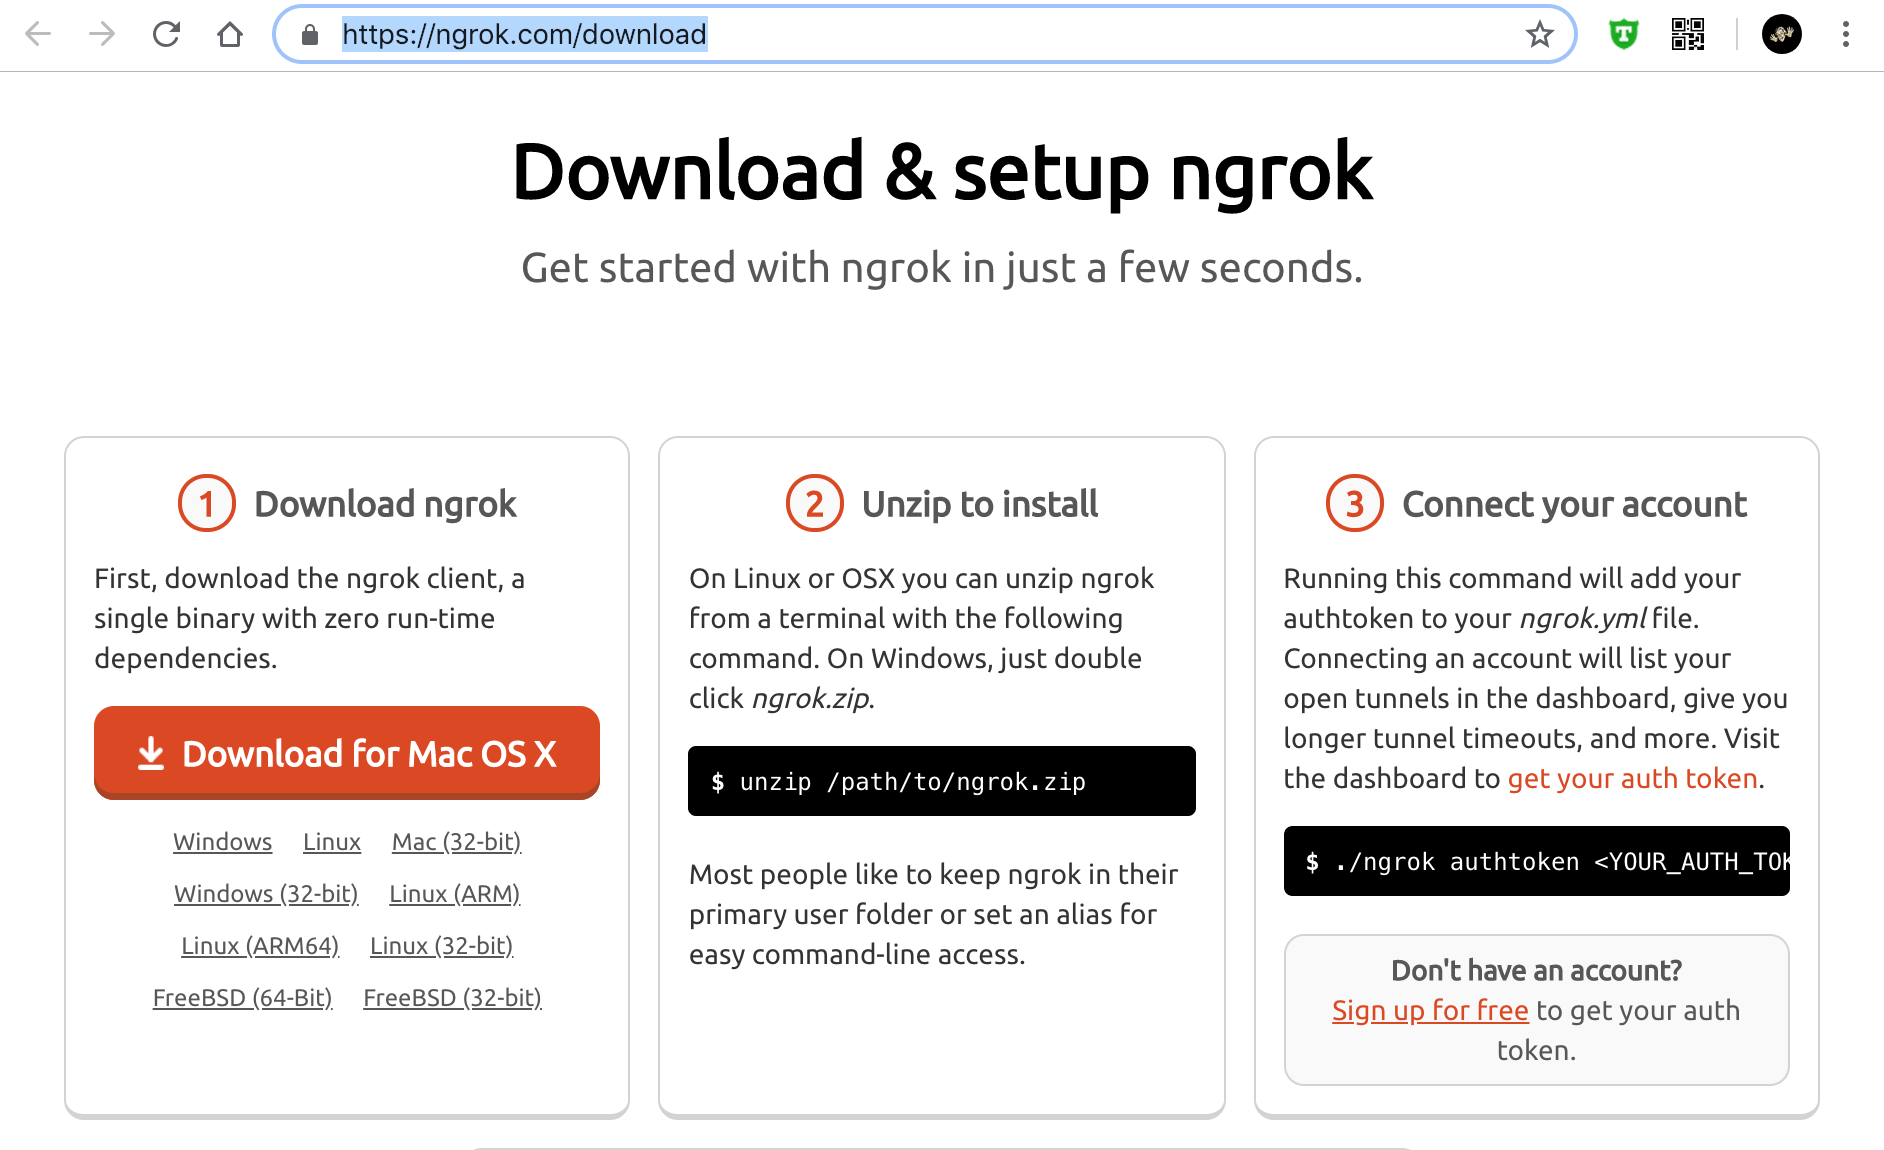 https://ngrok.com/download
Download & setup ngrok
Get started with ngrok in just a few seconds.
1 Download ngrok
First, download the ngrok client, a
single binary with zero run-time
dependencies.
Download for Mac OS X
Windows Linux Mac (32-bit)
Windows (32-bit) Linux (ARM)
Linux (ARM64) Linux (32-bit)
FreeBSD (64-Bit) FreeBSD (32-bit)
2 Unzip to install
On Linux or OSX you can unzip ngrok
from a terminal with the following
command. On Windows, just double
click ngrok.zip.
$ unzip /path/to/ngrok.zip
Most people like to keep ngrok in their
primary user folder or set an alias for
easy command-line access.
3 Connect your account
Running this command will add your
authtoken to your ngrok.yml file.
Connecting an account will list your
open tunnels in the dashboard, give you
longer tunnel timeouts, and more. Visit
the dashboard to get your auth token.
$ ./ngrok authtoken <YOUR_AUTH_TOK
Don't have an account?
Sign up for free to get your auth
token.